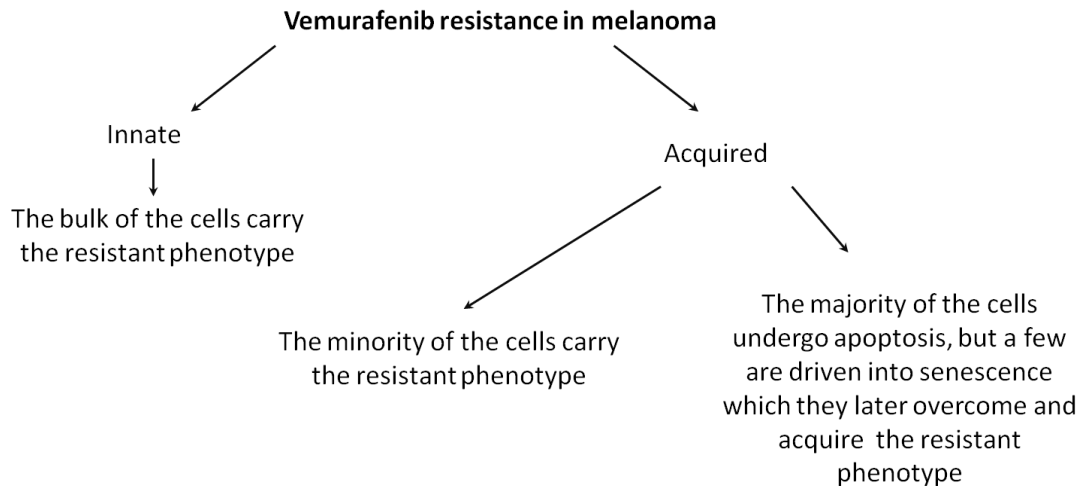 Vemurafenib resistance in melanoma
Innate
Acquired
The bulk of the cells carry
the resistant phenotype
The minority of the cells carry
the resistant phenotype
The majority of the cells
undergo apoptosis, but a few
are driven into senescence
which they later overcome and
acquire the resistant
phenotype